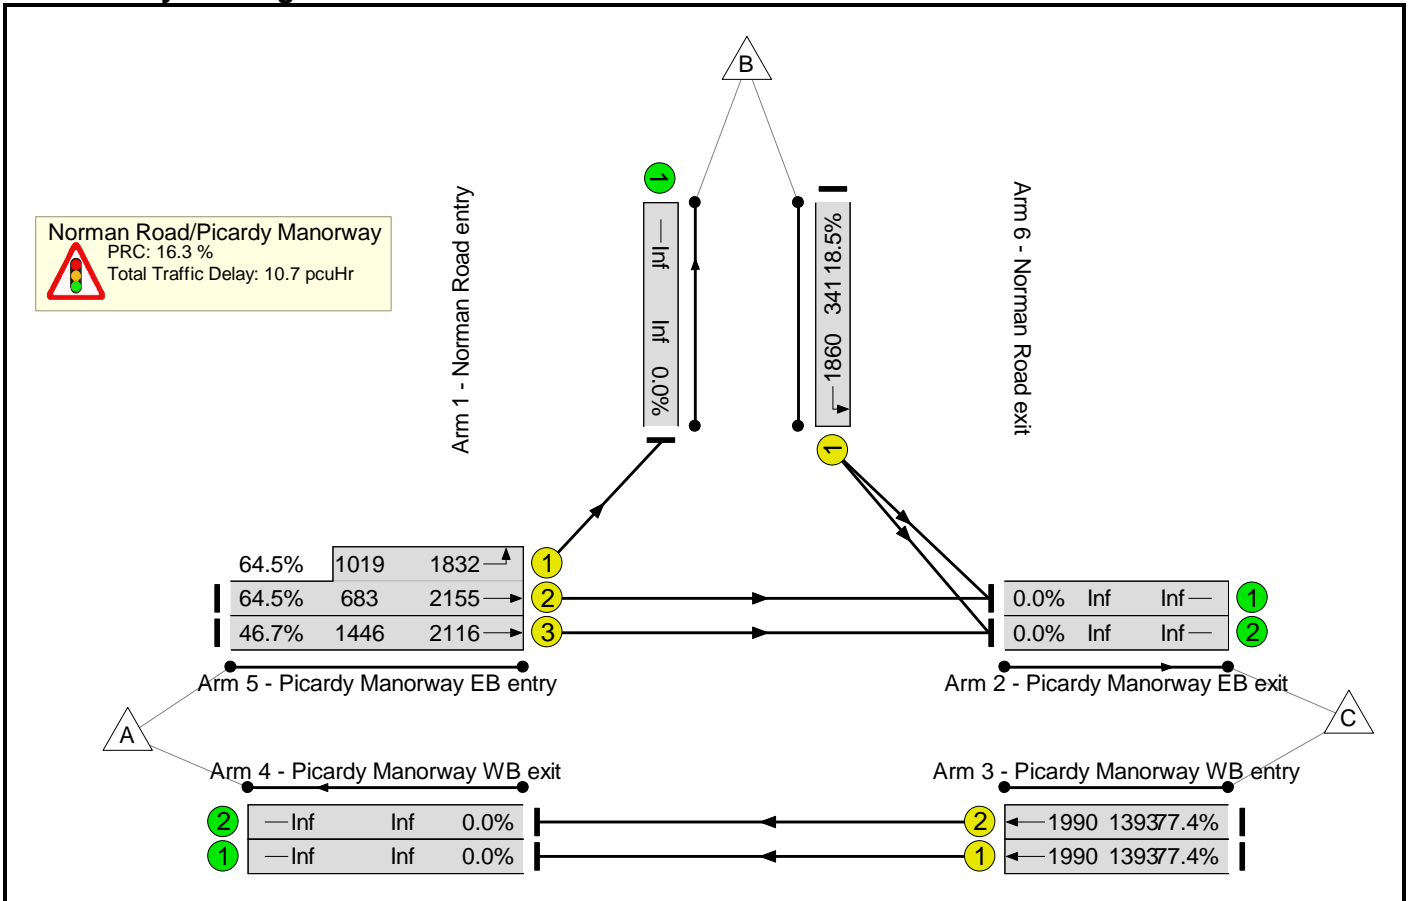 B
Norman Road/Picardy Manorway
PRC: 16.3 %
Total Traffic Delay: 10.7 pcuHr
Arm 1 - Norman Road entry
1
Inf Inf 0.0%
1860 341 18.5%
1
Arm 6 - Norman Road exit
64.5% 1019 1832 1
64.5% 683 2155 2
46.7% 1446 2116 3
0.0% Inf Inf 1
0.0% Inf Inf 2
Arm 5 - Picardy Manorway EB entry
Arm 2 - Picardy Manorway EB exit
A
C
Arm 4 - Picardy Manorway WB exit
Arm 3 - Picardy Manorway WB entry
2 Inf Inf 0.0%
1 Inf Inf 0.0%
2 1990 1393 77.4%
1 1990 1393 77.4%